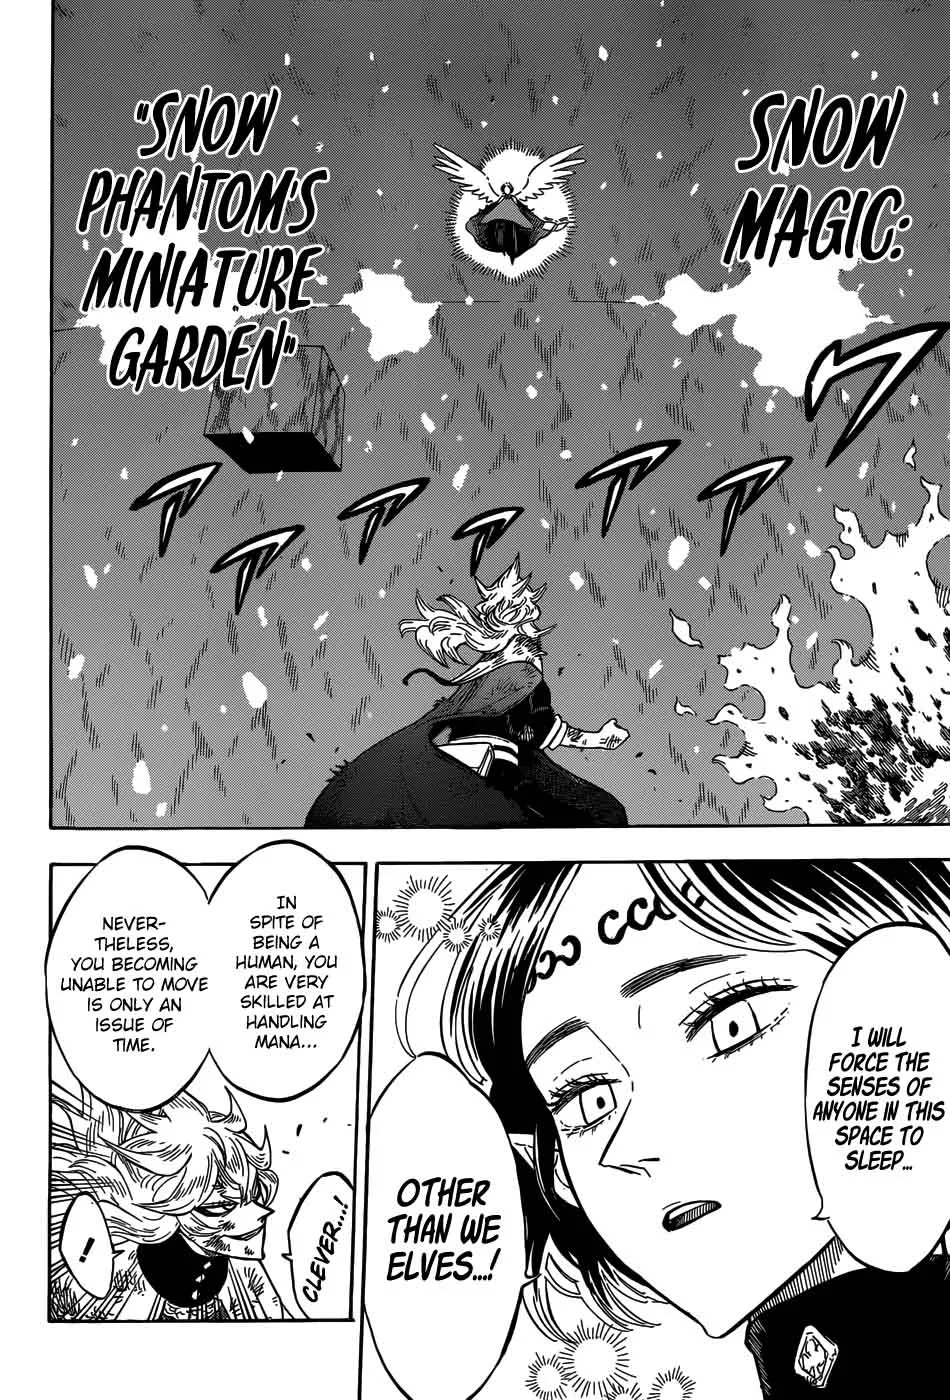 SNOW
MAGIC:
"SNOW
PHANTOM'S
MINIATURE
GARDEN"
I WILL
FORCE THE
SENSES OF
ANYONE IN THIS
SPACE TO
SLEEP...
OTHER
THAN WE
ELVES...!
IN
SPITE OF
BEING A
HUMAN, YOU
ARE VERY
SKILLED AT
HANDLING
MANA...
NEVER-
THELESS,
YOU BECOMING
UNABLE TO MOVE
IS ONLY AN
ISSUE OF
TIME.
CLEVER...!
!